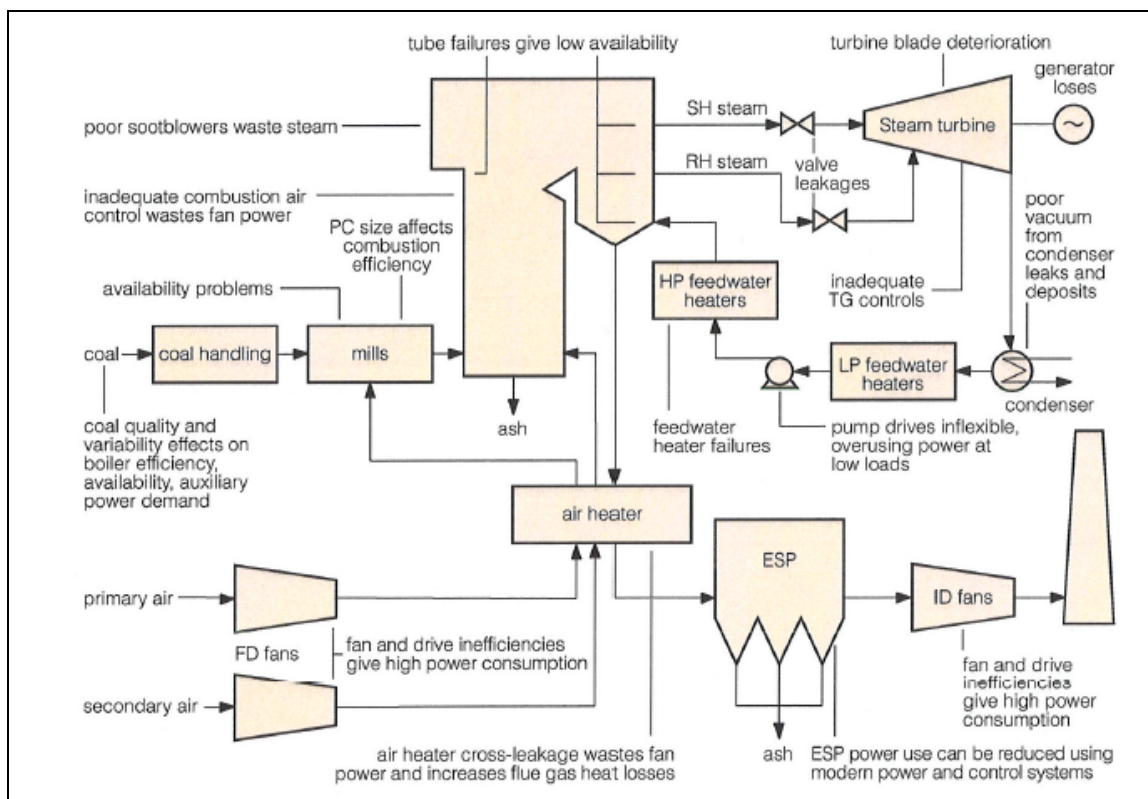 tube failures give low availability
turbine blade deterioration
generator
loses
poor sootblowers waste steam
SH steam
Steam turbine
~
RH steam
valve
leakages
inadequate combustion air
control wastes fan power
PC size affects
combustion
efficiency
poor
vacuum
from
condenser
leaks and
deposits
availability problems
HP feedwater
heaters
inadequate
TG controls
coal
coal handling
mills
LP feedwater
heaters
condenser
ash
coal quality and
variability effects on
boiler efficiency,
availability, auxiliary
power demand
feedwater
heater failures
pump drives inflexible,
overusing power at
low loads
air heater
ESP
primary air
ID fans
FD fans
fan and drive inefficiencies
give high power consumption
fan and drive
inefficiencies
give high power
consumption
secondary air
air heater cross-leakage wastes fan
power and increases flue gas heat losses
ash
ESP power use can be reduced using
modern power and control systems